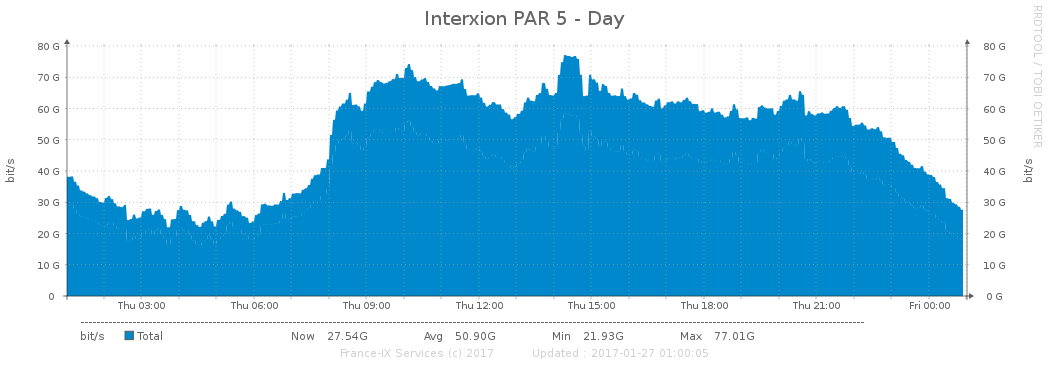 Interxion PAR 5 - Day
RRDTOOL / TOBI OETIKER
80 G 80 G
70 G 70 G
60 G 60 G
50 G 50 G
40 G 40 G
30 G 30 G
20 G 20 G
10 G 10 G
0 0 G
bit/s bit/s
Thu 03:00 Thu 06:00 Thu 09:00 Thu 12:00 Thu 15:00 Thu 18:00 Thu 21:00 Fri 00:00
bit/s Total Now 27.54G Avg 50.90G Min 21.93G Max 77.01G
France-IX Services (c) 2017 Updated : 2017-01-27 01:00:05